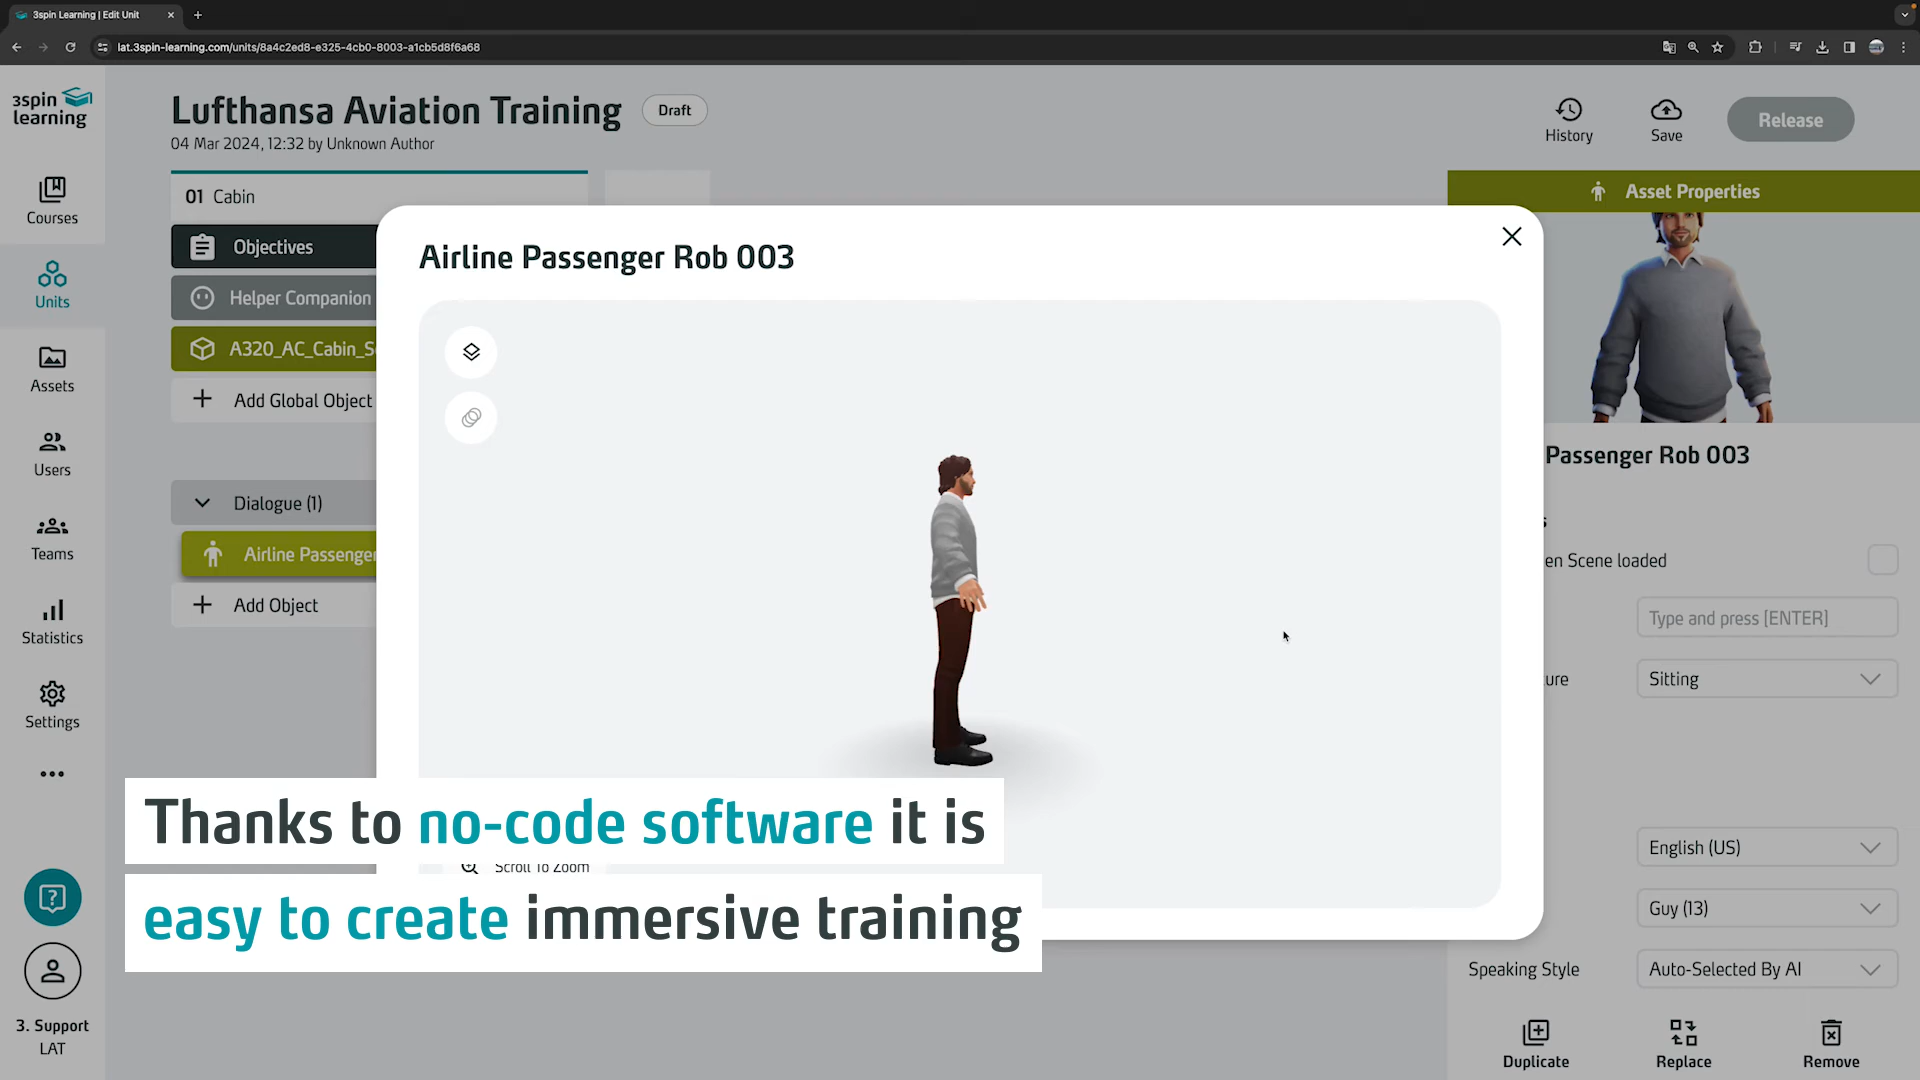 3spin Learning | Edit Unit
lat.3spin-learning.com/units/8a4c2ed8-e325-4cb0-8003-a1cb5d8f6a68
3spin
learning
Lufthansa Aviation Training
Draft
04 Mar 2024, 12:32 by Unknown Author
History
Save
Release
Courses
Units
Assets
Users
Teams
Statistics
Settings
3. Support
LAT
01 Cabin
Objectives
Helper Companion
A320_AC_Cabin_S
Add Global Object
Dialogue (1)
Airline Passenger
Add Object
Airline Passenger Rob 003
Scroll To Zoom
Thanks to no-code software it is
easy to create immersive training
Asset Properties
Passenger Rob 003
s
en Scene loaded
Type and press [ENTER]
ure
Sitting
English (US)
Guy (13)
Speaking Style
Auto-Selected By AI
Duplicate
Replace
Remove